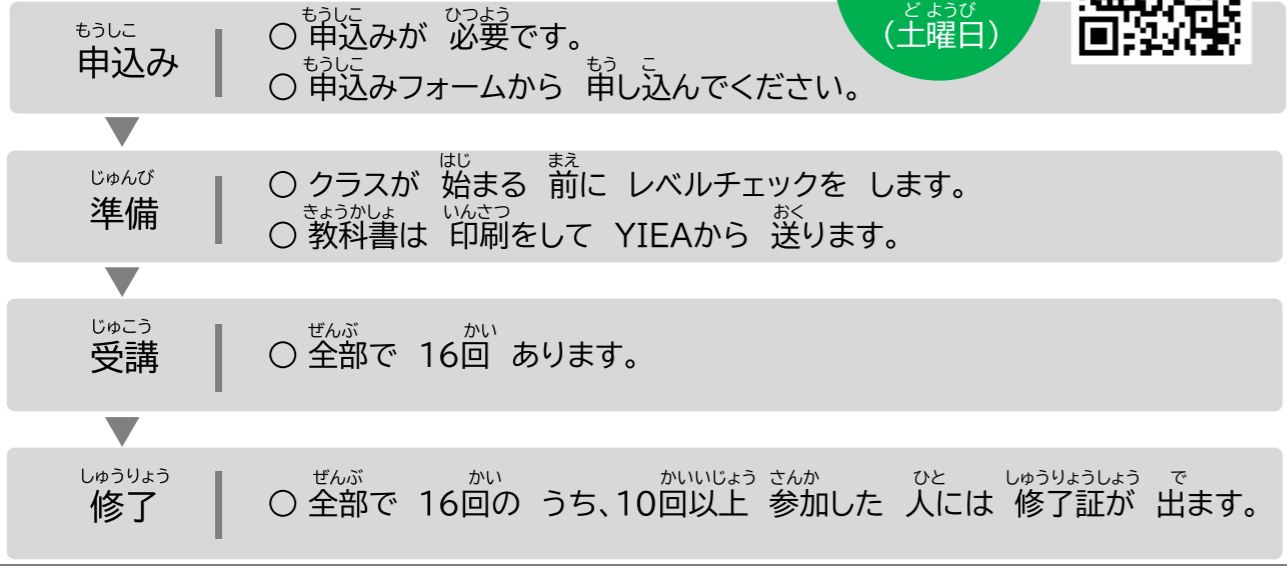 どようび
(土曜日)
もうしこ
申込み
もうしこ ひつよう
○ 申込みが 必要です。
もうしこ もう こ
○ 申込みフォームから 申し込んでください。
じゅんび
準備
はじ まえ
○ クラスが 始まる 前に レベルチェックを します。
きょうかしょ いんさつ おく
○ 教科書は 印刷をして YIEAから 送ります。
じゅこう
受講
ぜんぶ かい
○ 全部で 16回 あります。
しゅうりょう
修了
ぜんぶ かい かいいじょう さんか ひと しゅうりょうしょう で
○ 全部で 16回の うち、10回以上 参加した 人には 修了証が 出ます。